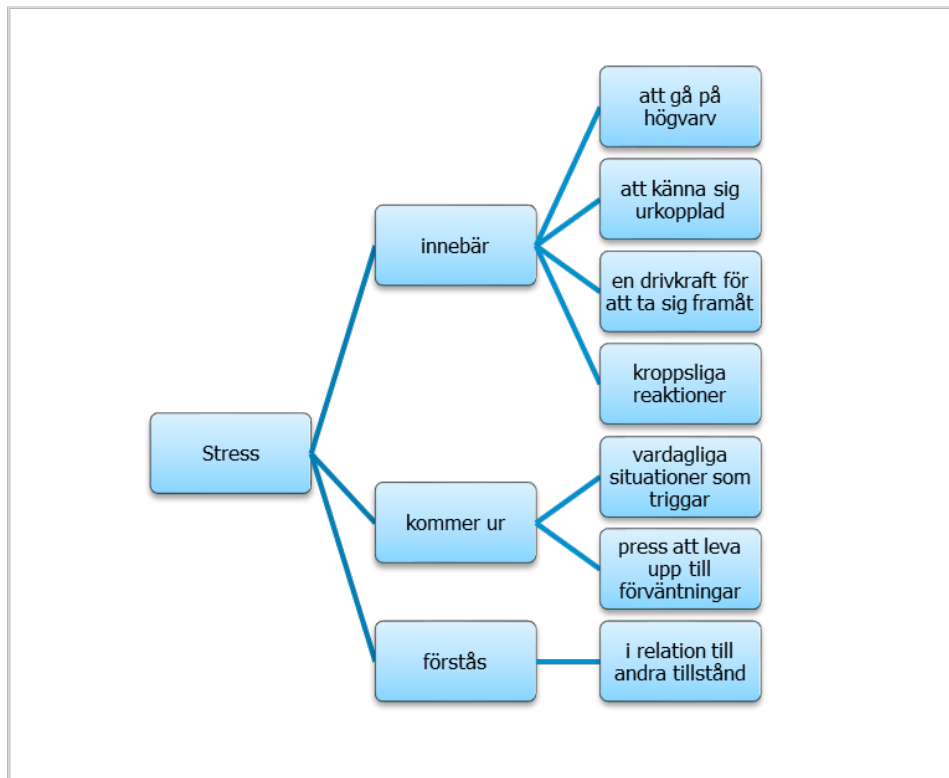 att gå på
högvarv
att känna sig
urkopplad
innebär
en drivkraft för
att ta sig framåt
kroppsliga
reaktioner
Stress
vardagliga
situationer som
triggar
kommer ur
press att leva
upp till
förväntningar
förstås
i relation till
andra tillstånd